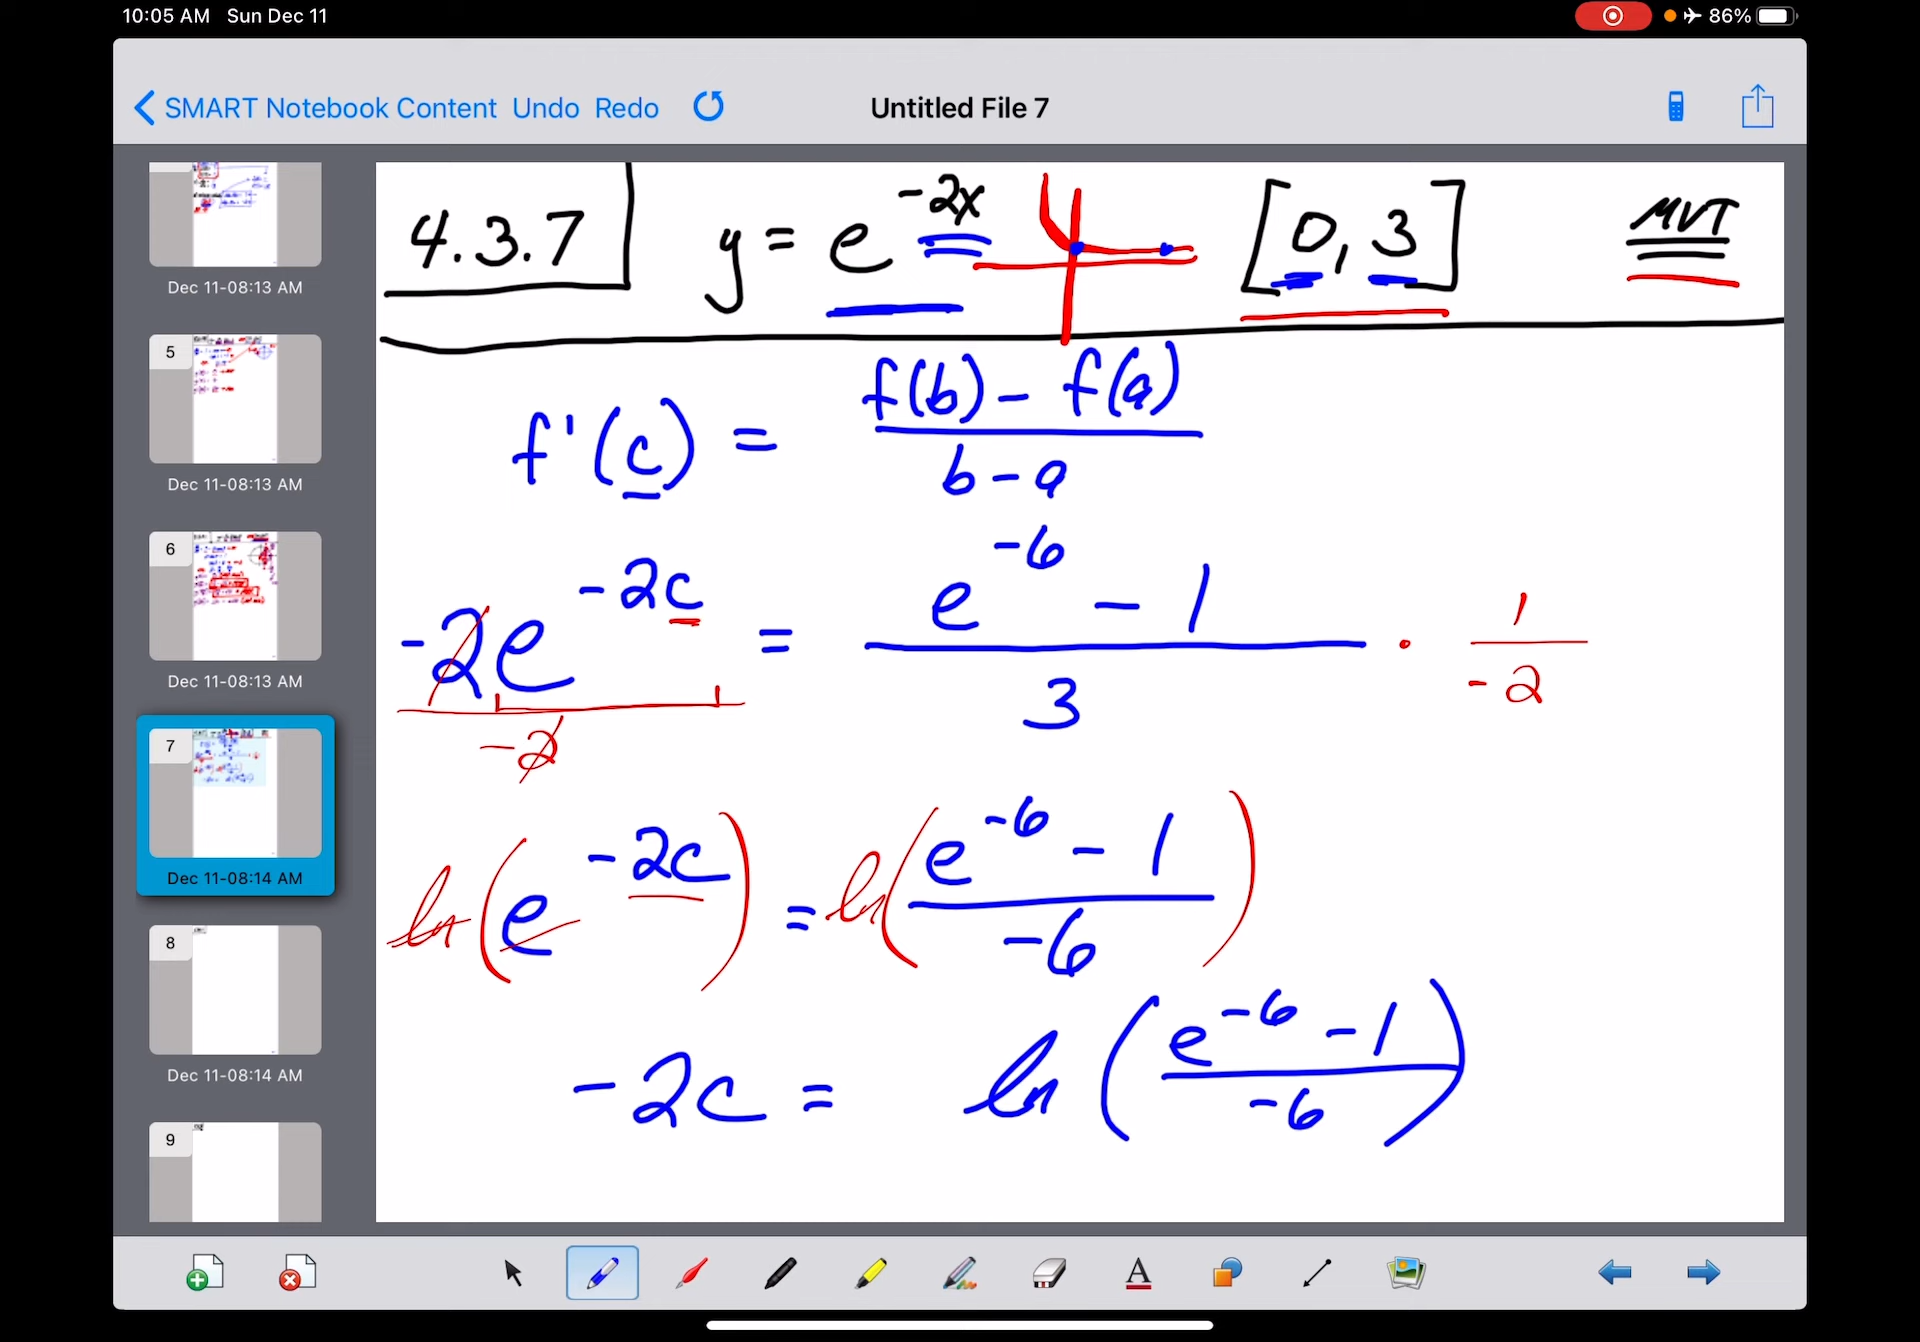 10:05 AM Sun Dec 11 86%
SMART Notebook Content Undo Redo Untitled File 7
Dec 11-08:13 AM
5
Dec 11-08:13 AM
6
Dec 11-08:13 AM
7
Dec 11-08:14 AM
8
Dec 11-08:14 AM
9
4.3.7 y = e^-2x [0, 3] MVT
f'(c) = (f(b) - f(a))/(b - a)
-2e^-2c/-2 = (e^-6 - 1)/3 · 1/-2
ln(e^-2c) = ln((e^-6 - 1)/-6)
-2c = ln((e^-6 - 1)/-6)
A